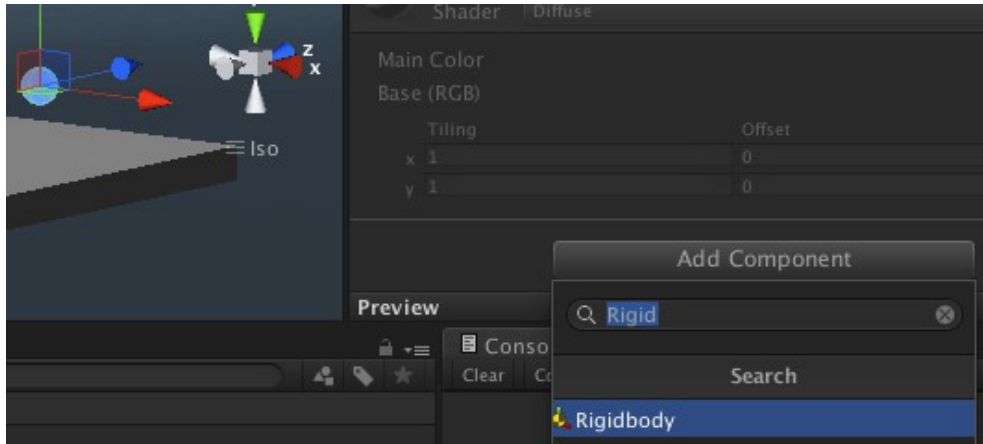 Shader Diffuse
z
x
Iso
Main Color
Base (RGB)
Tiling Offset
x 1 0
y 1 0
Add Component
Preview
Rigid
Conso
Clear Co
Search
Rigidbody